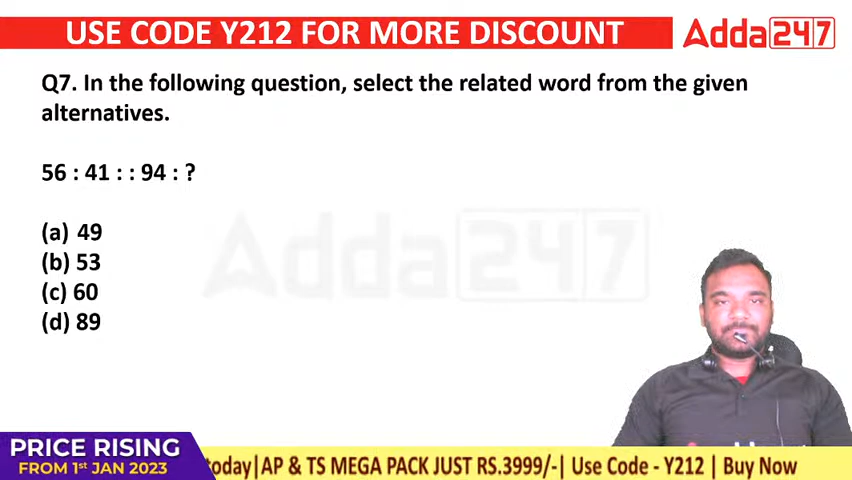 USE CODE Y212 FOR MORE DISCOUNT
Adda247
Q7. In the following question, select the related word from the given
alternatives.
56 : 41 : : 94 : ?
(a) 49
(b) 53
(c) 60
(d) 89
Adda247
PRICE RISING
FROM 1ST JAN 2023
today|AP & TS MEGA PACK JUST RS.3999/-| Use Code - Y212 | Buy Now